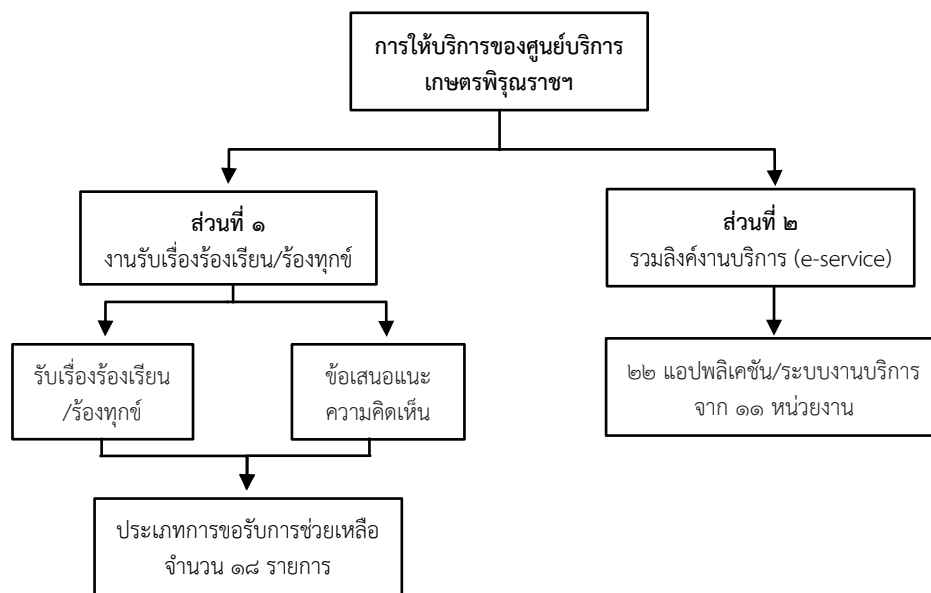 การให้บริการของศูนย์บริการ
เกษตรพิรุณราชฯ
ส่วนที่ ๑
งานรับเรื่องร้องเรียน/ร้องทุกข์
ส่วนที่ ๒
รวมลิงค์งานบริการ (e-service)
รับเรื่องร้องเรียน
/ร้องทุกข์
ข้อเสนอแนะ
ความคิดเห็น
๒๒ แอปพลิเคชัน/ระบบงานบริการ
จาก ๑๑ หน่วยงาน
ประเภทการขอรับการช่วยเหลือ
จำนวน ๑๘ รายการ